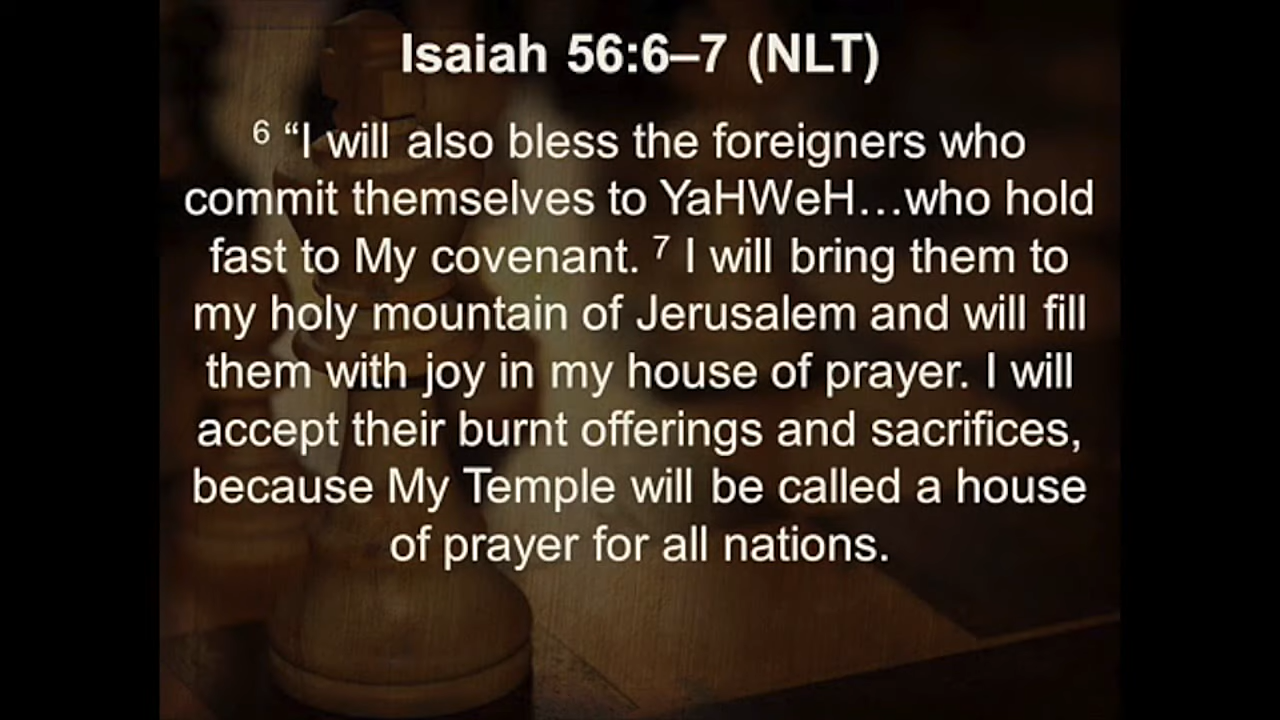 Isaiah 56:6–7 (NLT)
6 “I will also bless the foreigners who
commit themselves to YaHWeH…who hold
fast to My covenant. 7 I will bring them to
my holy mountain of Jerusalem and will fill
them with joy in my house of prayer. I will
accept their burnt offerings and sacrifices,
because My Temple will be called a house
of prayer for all nations.